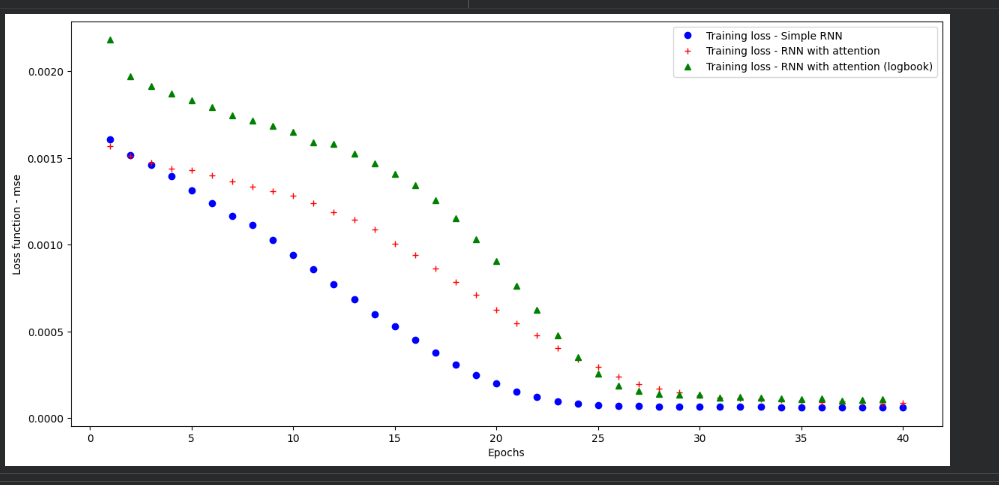 Training loss - Simple RNN
Training loss - RNN with attention
Training loss - RNN with attention (logbook)
0.0020
0.0015
0.0010
0.0005
0.0000
Loss function - mse
0 5 10 15 20 25 30 35 40
Epochs